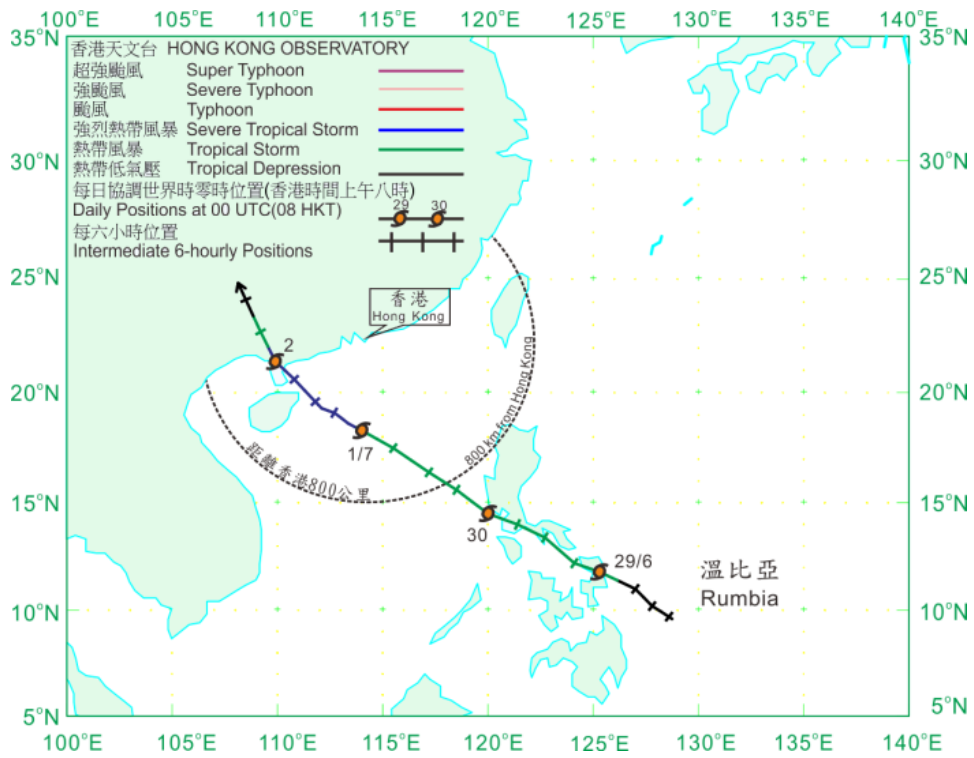 100°E 105°E 110°E 115°E 120°E 125°E 130°E 135°E 140°E
35°N 35°N
香港天文台 HONG KONG OBSERVATORY
超強颱風 Super Typhoon
強颱風 Severe Typhoon
颱風 Typhoon
強烈熱帶風暴 Severe Tropical Storm
熱帶風暴 Tropical Storm
熱帶低氣壓 Tropical Depression
每日協調世界時零時位置(香港時間上午八時)
Daily Positions at 00 UTC(08 HKT)
29 30
每六小時位置
Intermediate 6-hourly Positions
30°N 30°N
25°N 25°N
香港
Hong Kong
2
20°N 20°N
800 km from Hong Kong
1/7
距離香港800公里
15°N 15°N
30
29/6
溫比亞
Rumbia
10°N 10°N
5°N 5°N
100°E 105°E 110°E 115°E 120°E 125°E 130°E 135°E 140°E